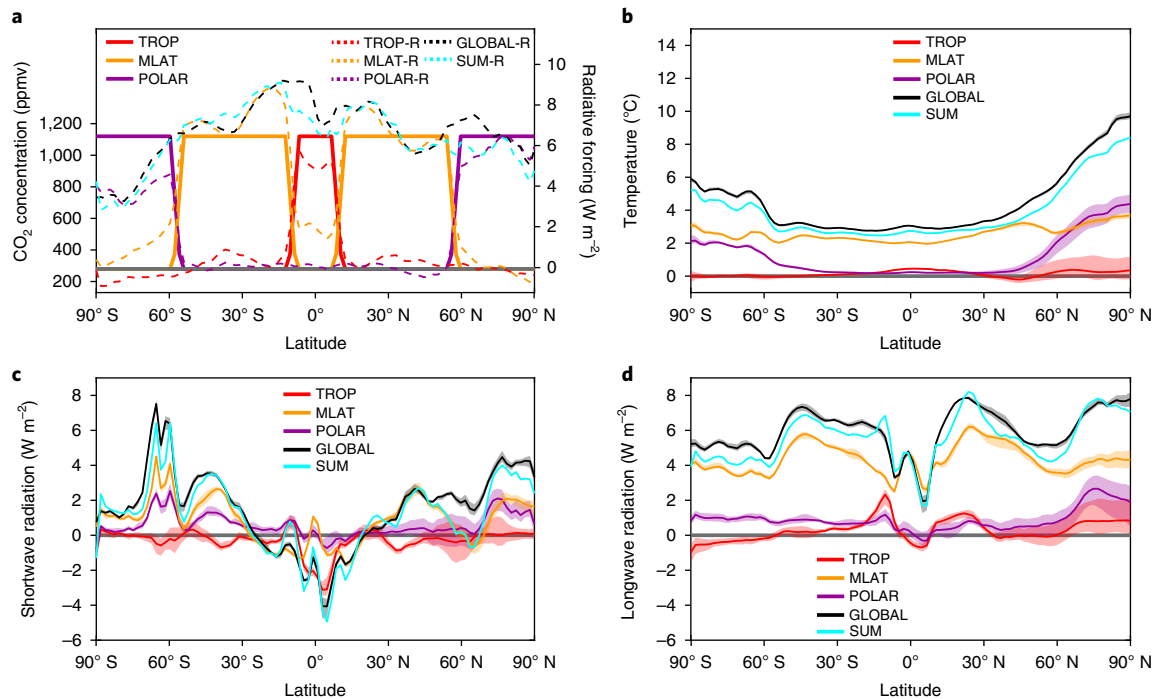 a
TROP
MLAT
POLAR
TROP-R
MLAT-R
POLAR-R
GLOBAL-R
SUM-R
CO₂ concentration (ppmv)
1,200
1,000
800
600
400
200
10
8
6
4
2
0
Radiative forcing (W m⁻²)
90° S 60° S 30° S 0° 30° N 60° N 90° N
Latitude
b
TROP
MLAT
POLAR
GLOBAL
SUM
Temperature (°C)
14
12
10
8
6
4
2
0
90° S 60° S 30° S 0° 30° N 60° N 90° N
Latitude
c
TROP
MLAT
POLAR
GLOBAL
SUM
Shortwave radiation (W m⁻²)
8
6
4
2
0
−2
−4
−6
90° S 60° S 30° S 0° 30° N 60° N 90° N
Latitude
d
TROP
MLAT
POLAR
GLOBAL
SUM
Longwave radiation (W m⁻²)
8
6
4
2
0
−2
−4
−6
90° S 60° S 30° S 0° 30° N 60° N 90° N
Latitude